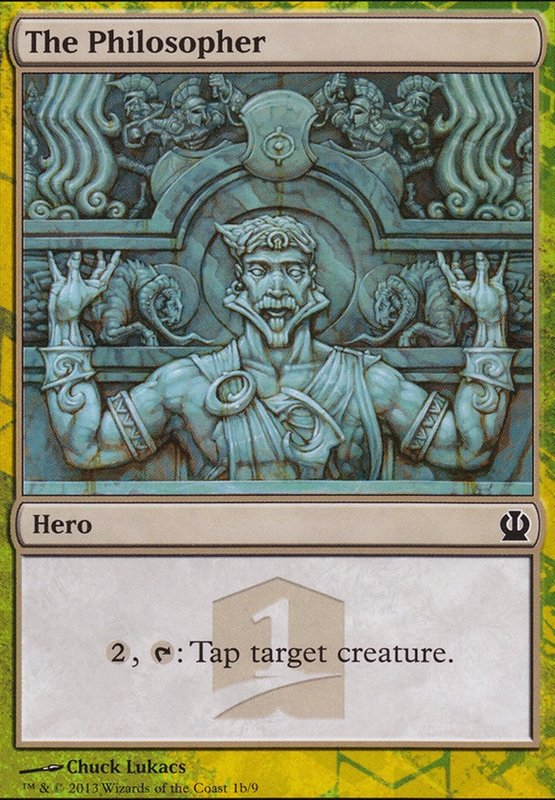 The Philosopher
Hero
1
2, : Tap target creature.
Chuck Lukacs
™ & © 2013 Wizards of the Coast 1b/9